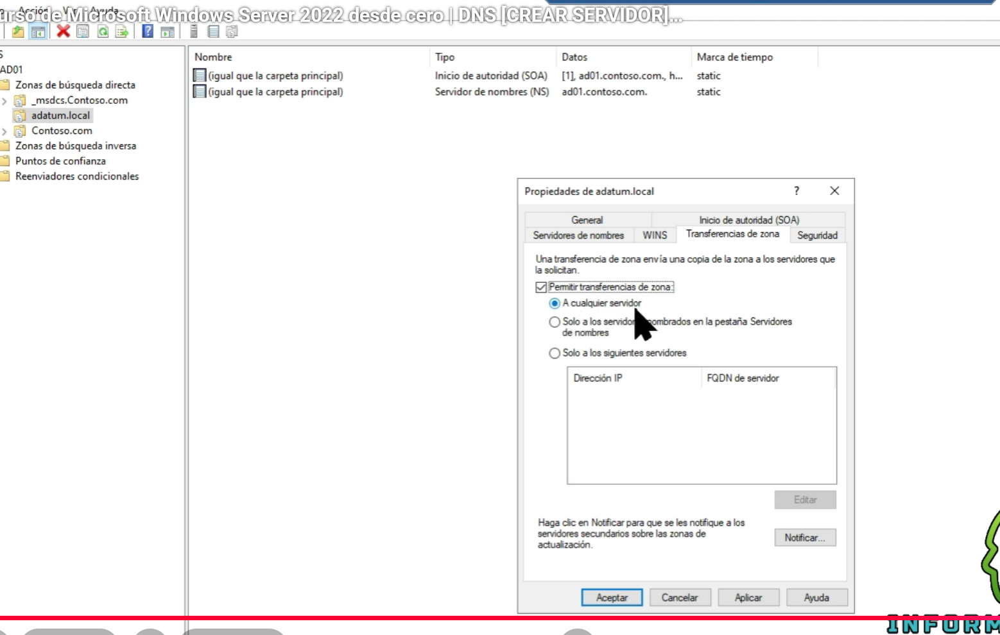 Acción Ver Ayuda
urso de Microsoft Windows Server 2022 desde cero | DNS [CREAR SERVIDOR]...
S
AD01
Zonas de búsqueda directa
_msdcs.Contoso.com
adatum.local
Contoso.com
Zonas de búsqueda inversa
Puntos de confianza
Reenviadores condicionales
Nombre Tipo Datos Marca de tiempo
(igual que la carpeta principal) Inicio de autoridad (SOA) [1], ad01.contoso.com., h... static
(igual que la carpeta principal) Servidor de nombres (NS) ad01.contoso.com. static
Propiedades de adatum.local ?
General Inicio de autoridad (SOA)
Servidores de nombres WINS Transferencias de zona Seguridad
Una transferencia de zona envía una copia de la zona a los servidores que
la solicitan.
Permitir transferencias de zona:
A cualquier servidor
Solo a los servidor ombrados en la pestaña Servidores
de nombres
Solo a los siguientes servidores
Dirección IP FQDN de servidor
Editar
Haga clic en Notificar para que se les notifique a los
servidores secundarios sobre las zonas de
actualización.
Notificar...
Aceptar Cancelar Aplicar Ayuda
INFORM